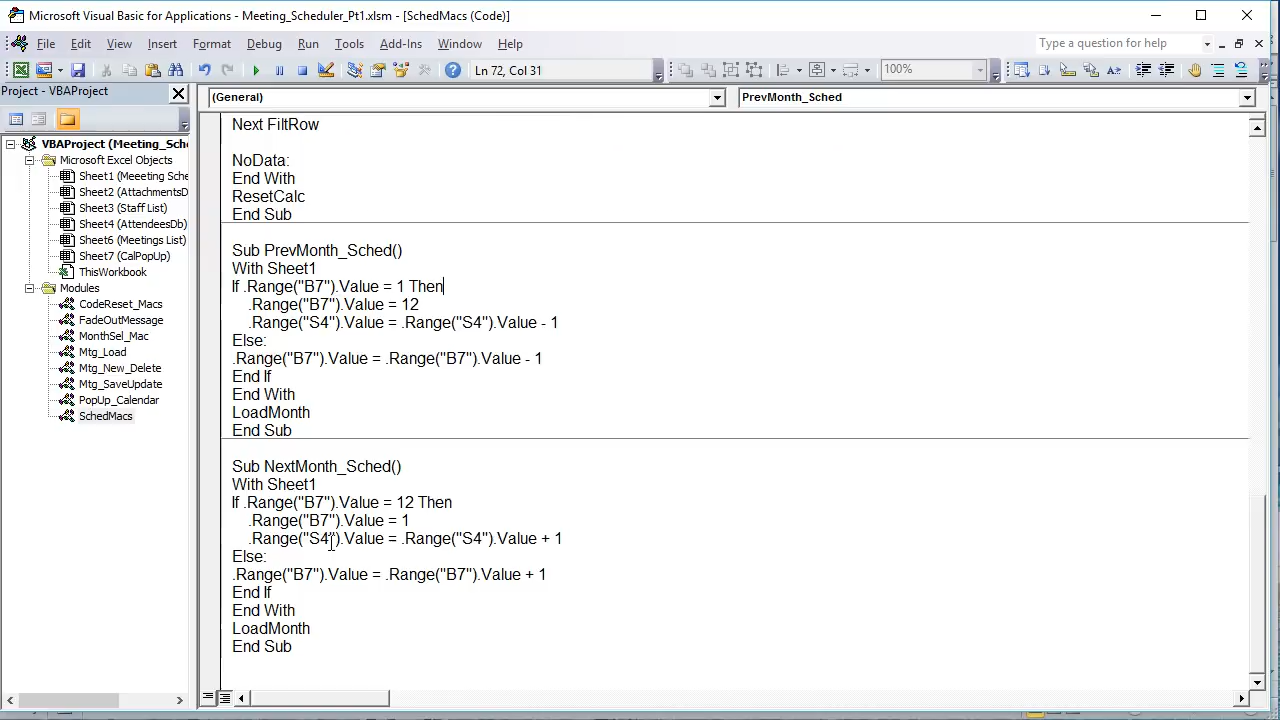 Microsoft Visual Basic for Applications - Meeting_Scheduler_Pt1.xlsm - [SchedMacs (Code)]
File Edit View Insert Format Debug Run Tools Add-Ins Window Help Type a question for help
Ln 72, Col 31 100%
Project - VBAProject
(General) PrevMonth_Sched
VBAProject (Meeting_Sch
Microsoft Excel Objects
Sheet1 (Meeeting Sche
Sheet2 (AttachmentsD
Sheet3 (Staff List)
Sheet4 (AttendeesDb)
Sheet6 (Meetings List)
Sheet7 (CalPopUp)
ThisWorkbook
Modules
CodeReset_Macs
FadeOutMessage
MonthSel_Mac
Mtg_Load
Mtg_New_Delete
Mtg_SaveUpdate
PopUp_Calendar
SchedMacs
Next FiltRow
NoData:
End With
ResetCalc
End Sub
Sub PrevMonth_Sched()
With Sheet1
If .Range("B7").Value = 1 Then
.Range("B7").Value = 12
.Range("S4").Value = .Range("S4").Value - 1
Else:
.Range("B7").Value = .Range("B7").Value - 1
End If
End With
LoadMonth
End Sub
Sub NextMonth_Sched()
With Sheet1
If .Range("B7").Value = 12 Then
.Range("B7").Value = 1
.Range("S4").Value = .Range("S4").Value + 1
Else:
.Range("B7").Value = .Range("B7").Value + 1
End If
End With
LoadMonth
End Sub